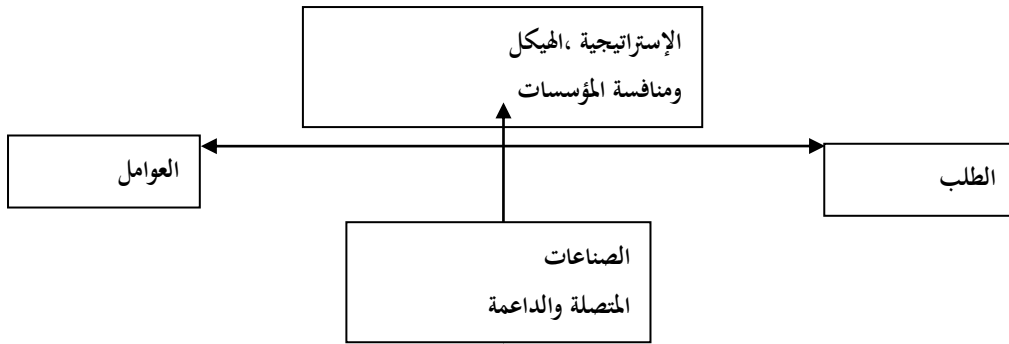 الإستراتيجية ،الهيكل
ومنافسة المؤسسات
الطلب
العوامل
الصناعات
المتصلة والداعمة